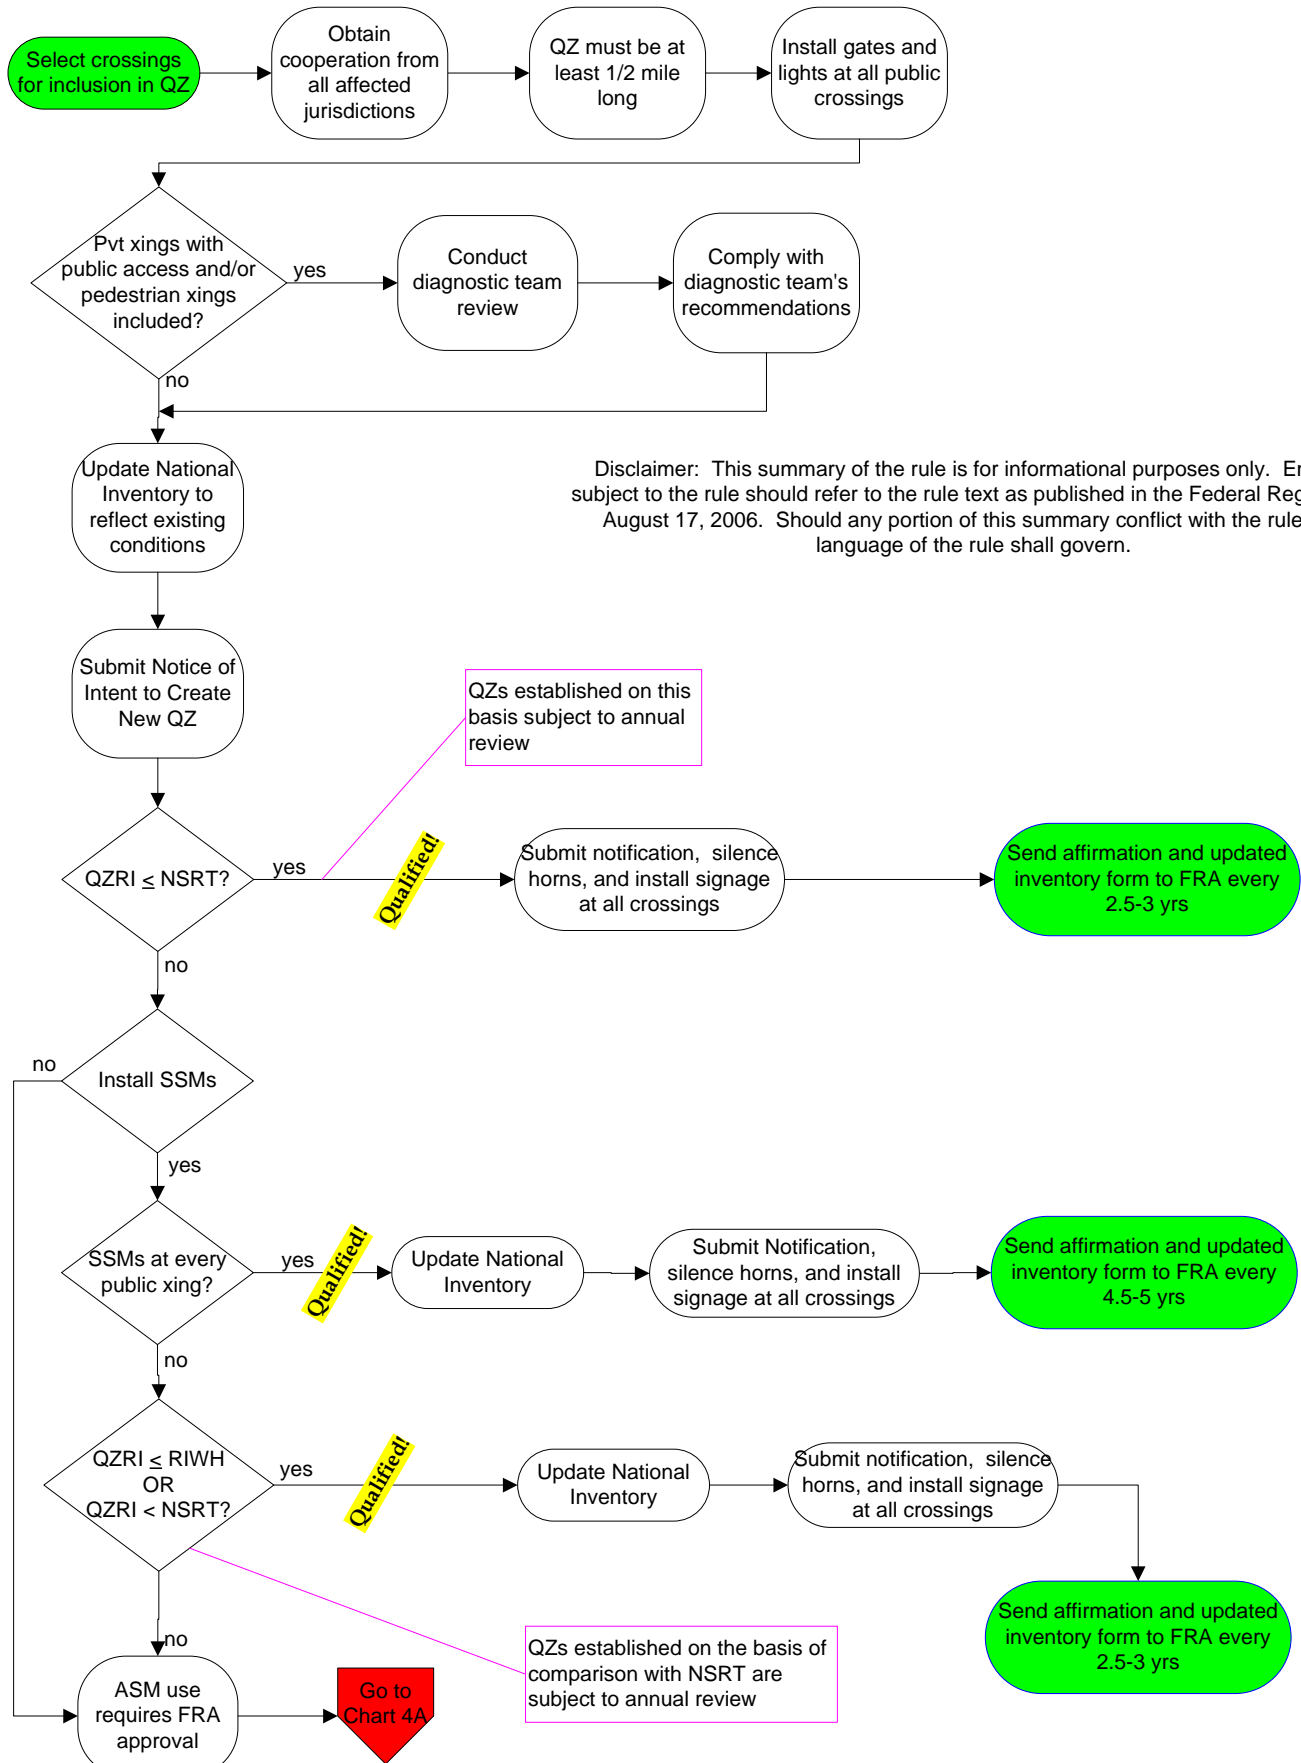 Select crossings
for inclusion in QZ
Obtain
cooperation from
all affected
jurisdictions
QZ must be at
least 1/2 mile
long
Install gates and
lights at all public
crossings
Pvt xings with
public access and/or
pedestrian xings
included?
yes
Conduct
diagnostic team
review
Comply with
diagnostic team's
recommendations
no
Update National
Inventory to
reflect existing
conditions
Disclaimer: This summary of the rule is for informational purposes only. En
subject to the rule should refer to the rule text as published in the Federal Reg
August 17, 2006. Should any portion of this summary conflict with the rule
language of the rule shall govern.
Submit Notice of
Intent to Create
New QZ
QZs established on this
basis subject to annual
review
QZRI ≤ NSRT?
yes
Qualified!
Submit notification, silence
horns, and install signage
at all crossings
Send affirmation and updated
inventory form to FRA every
2.5-3 yrs
no
Install SSMs
no
yes
SSMs at every
public xing?
yes
Qualified!
Update National
Inventory
Submit Notification,
silence horns, and install
signage at all crossings
Send affirmation and updated
inventory form to FRA every
4.5-5 yrs
no
QZRI ≤ RIWH
OR
QZRI < NSRT?
yes
Qualified!
Update National
Inventory
Submit notification, silence
horns, and install signage
at all crossings
Send affirmation and updated
inventory form to FRA every
2.5-3 yrs
no
QZs established on the basis of
comparison with NSRT are
subject to annual review
ASM use
requires FRA
approval
Go to
Chart 4A